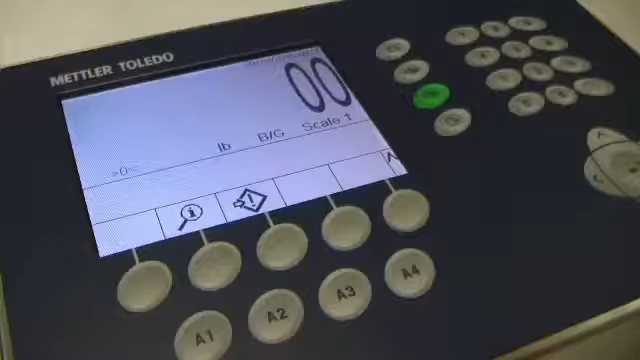 METTLER TOLEDO
00
lb B/G Scale 1
>0<
A1 A2 A3 A4